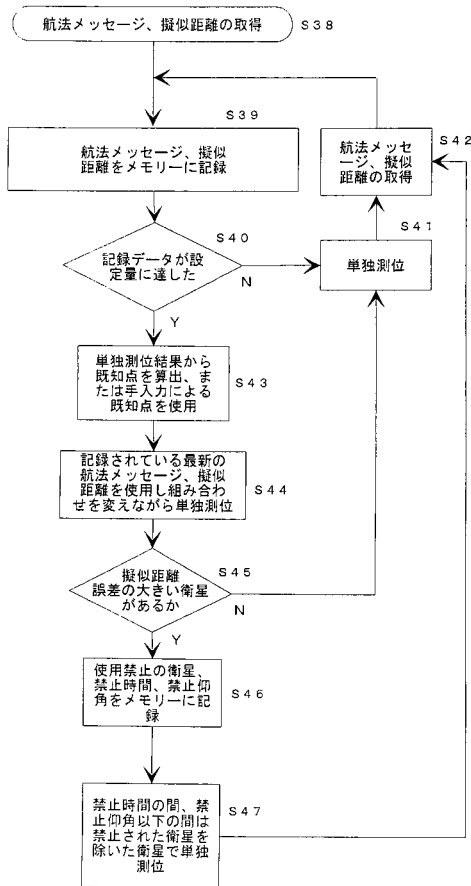 航法メッセージ、擬似距離の取得
S38
S39
航法メッセージ、擬似
距離をメモリーに記録
S42
航法メッセ
ージ、擬似
距離の取得
S40
記録データが設
定量に達した
N
Y
S41
単独測位
単独測位結果から
既知点を算出、ま
たは手入力による
既知点を使用
S43
記録されている最新の
航法メッセージ、擬似
距離を使用し組み合わ
せを変えながら単独測位
S44
擬似距離
誤差の大きい衛星
があるか
S45
N
Y
使用禁止の衛星、
禁止時間、禁止仰
角をメモリーに記
録
S46
禁止時間の間、禁
止仰角以下の間は
禁止された衛星を
除いた衛星で単独
測位
S47